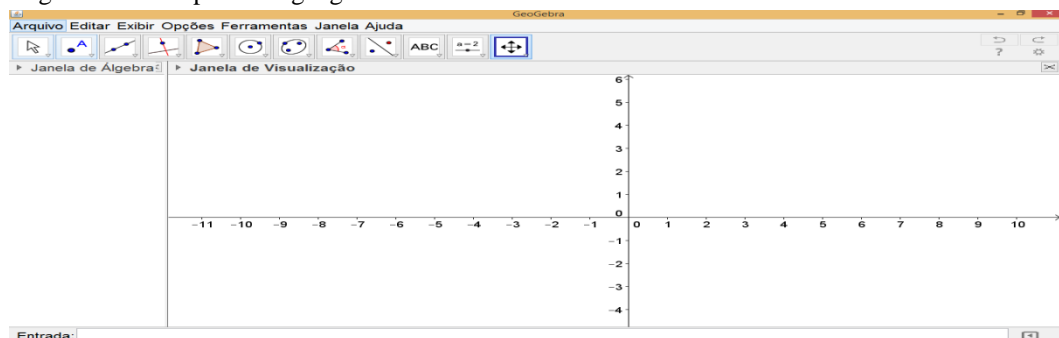 GeoGebra
Arquivo Editar Exibir Opções Ferramentas Janela Ajuda
A α ABC a=2
?
Janela de Álgebra Janela de Visualização
6
5
4
3
2
1
0
−11 −10 −9 −8 −7 −6 −5 −4 −3 −2 −1 0 1 2 3 4 5 6 7 8 9 10
−1
−2
−3
−4
Entrada: